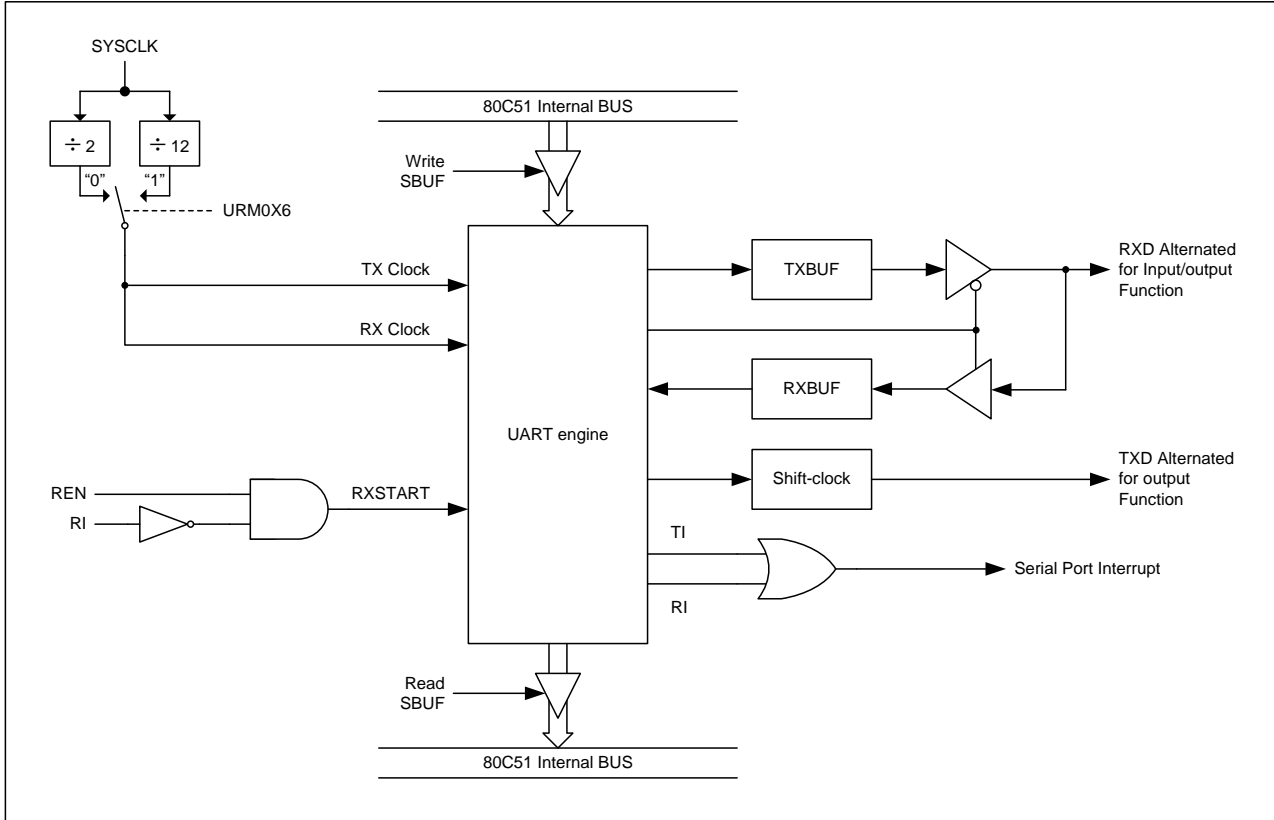 SYSCLK
÷ 2
÷ 12
“0”
“1”
URM0X6
80C51 Internal BUS
Write
SBUF
TX Clock
RX Clock
UART engine
TXBUF
RXD Alternated
for Input/output
Function
RXBUF
Shift-clock
TXD Alternated
for output
Function
REN
RI
RXSTART
TI
RI
Serial Port Interrupt
Read
SBUF
80C51 Internal BUS